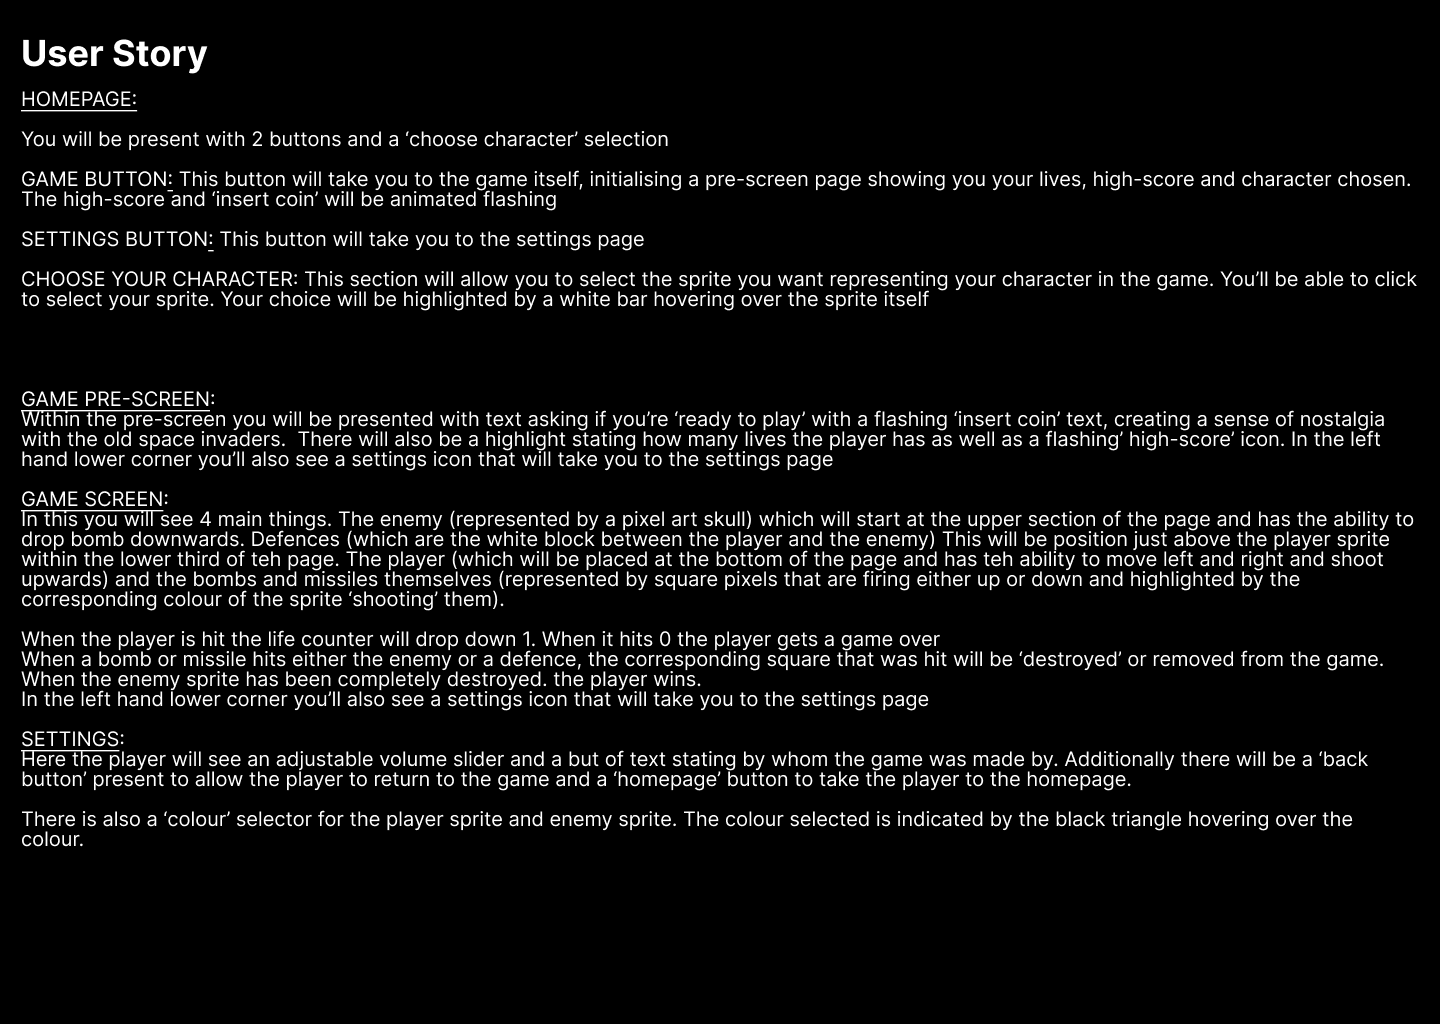 User Story
HOMEPAGE:
You will be present with 2 buttons and a ‘choose character’ selection
GAME BUTTON: This button will take you to the game itself, initialising a pre-screen page showing you your lives, high-score and character chosen.
The high-score and ‘insert coin’ will be animated flashing
SETTINGS BUTTON: This button will take you to the settings page
CHOOSE YOUR CHARACTER: This section will allow you to select the sprite you want representing your character in the game. You’ll be able to click
to select your sprite. Your choice will be highlighted by a white bar hovering over the sprite itself
GAME PRE-SCREEN:
Within the pre-screen you will be presented with text asking if you’re ‘ready to play’ with a flashing ‘insert coin’ text, creating a sense of nostalgia
with the old space invaders.  There will also be a highlight stating how many lives the player has as well as a flashing’ high-score’ icon. In the left
hand lower corner you’ll also see a settings icon that will take you to the settings page
GAME SCREEN:
In this you will see 4 main things. The enemy (represented by a pixel art skull) which will start at the upper section of the page and has the ability to
drop bomb downwards. Defences (which are the white block between the player and the enemy) This will be position just above the player sprite
within the lower third of teh page. The player (which will be placed at the bottom of the page and has teh ability to move left and right and shoot
upwards) and the bombs and missiles themselves (represented by square pixels that are firing either up or down and highlighted by the
corresponding colour of the sprite ‘shooting’ them).
When the player is hit the life counter will drop down 1. When it hits 0 the player gets a game over
When a bomb or missile hits either the enemy or a defence, the corresponding square that was hit will be ‘destroyed’ or removed from the game.
When the enemy sprite has been completely destroyed. the player wins.
In the left hand lower corner you’ll also see a settings icon that will take you to the settings page
SETTINGS:
Here the player will see an adjustable volume slider and a but of text stating by whom the game was made by. Additionally there will be a ‘back
button’ present to allow the player to return to the game and a ‘homepage’ button to take the player to the homepage.
There is also a ‘colour’ selector for the player sprite and enemy sprite. The colour selected is indicated by the black triangle hovering over the
colour.